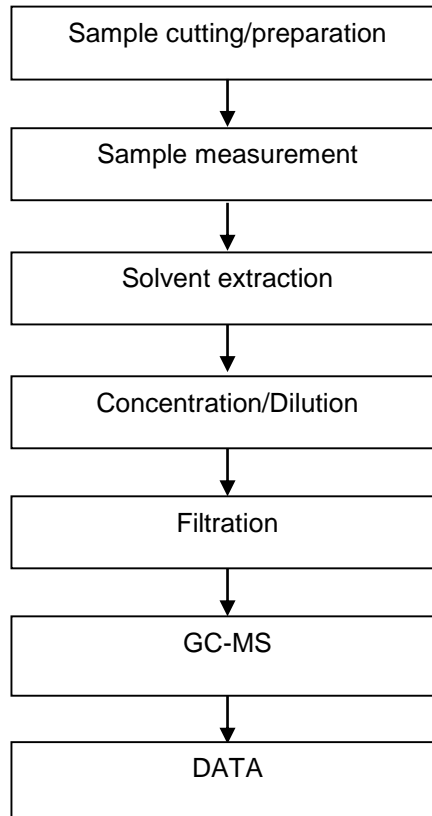 Sample cutting/preparation
Sample measurement
Solvent extraction
Concentration/Dilution
Filtration
GC-MS
DATA